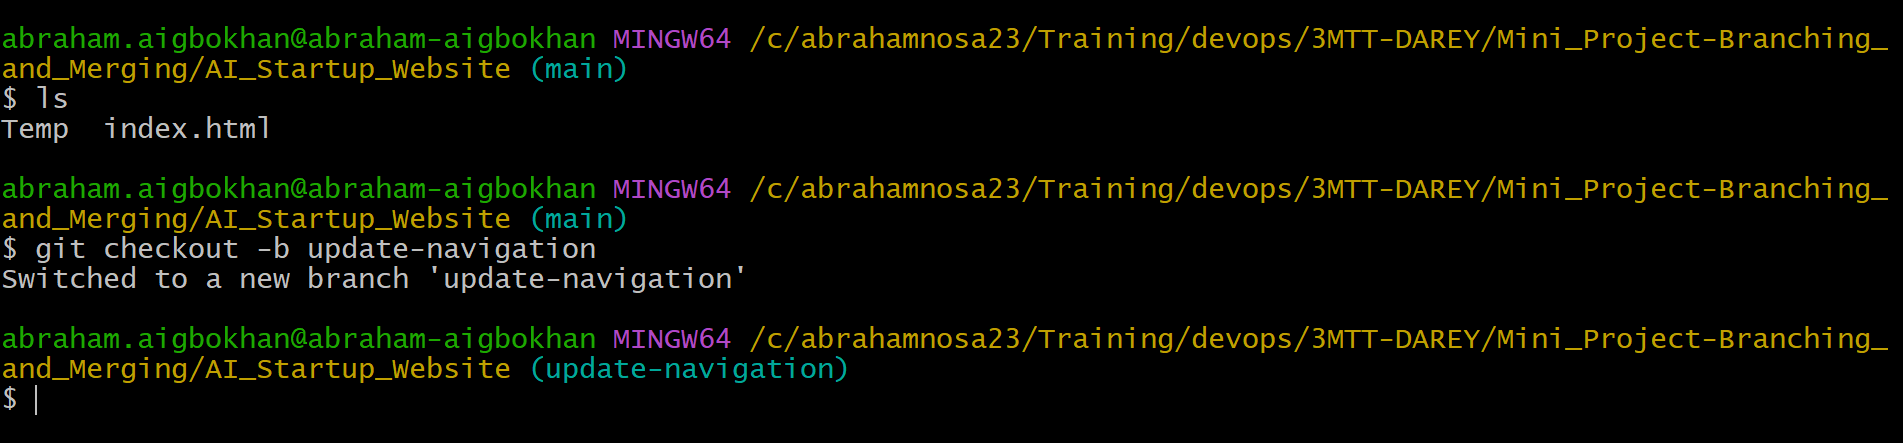 abraham.aigbokhan@abraham-aigbokhan MINGW64 /c/abrahamnosa23/Training/devops/3MTT-DAREY/Mini_Project-Branching_
and_Merging/AI_Startup_Website (main)
$ ls
Temp  index.html
abraham.aigbokhan@abraham-aigbokhan MINGW64 /c/abrahamnosa23/Training/devops/3MTT-DAREY/Mini_Project-Branching_
and_Merging/AI_Startup_Website (main)
$ git checkout -b update-navigation
Switched to a new branch 'update-navigation'
abraham.aigbokhan@abraham-aigbokhan MINGW64 /c/abrahamnosa23/Training/devops/3MTT-DAREY/Mini_Project-Branching_
and_Merging/AI_Startup_Website (update-navigation)
$